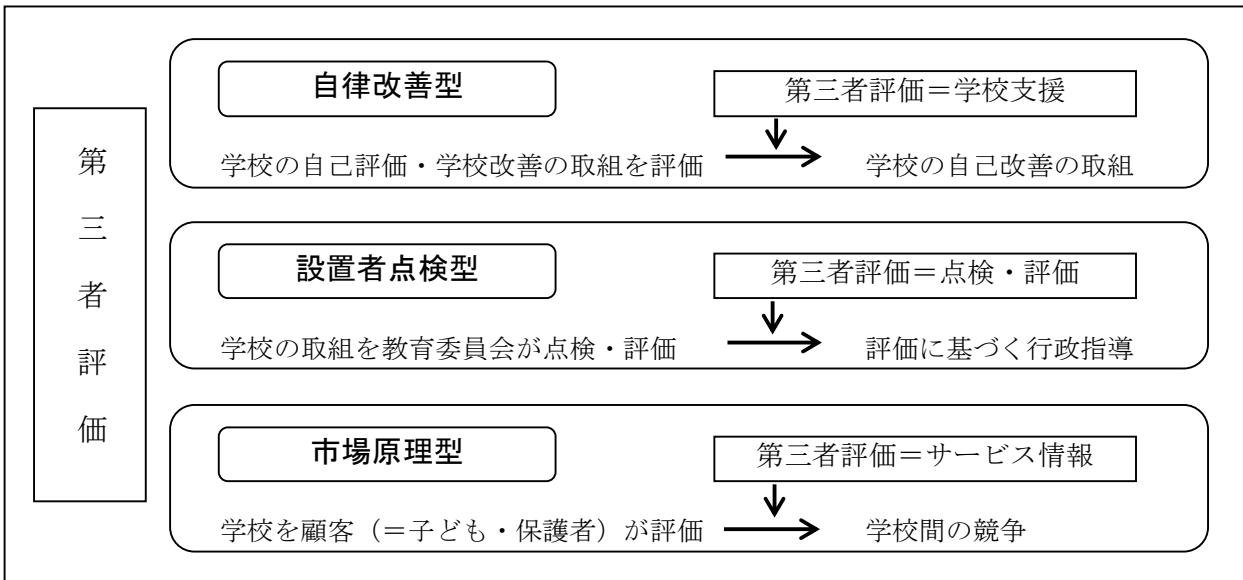 第三者評価
自律改善型
第三者評価＝学校支援
学校の自己評価・学校改善の取組を評価
学校の自己改善の取組
設置者点検型
第三者評価＝点検・評価
学校の取組を教育委員会が点検・評価
評価に基づく行政指導
市場原理型
第三者評価＝サービス情報
学校を顧客（＝子ども・保護者）が評価
学校間の競争